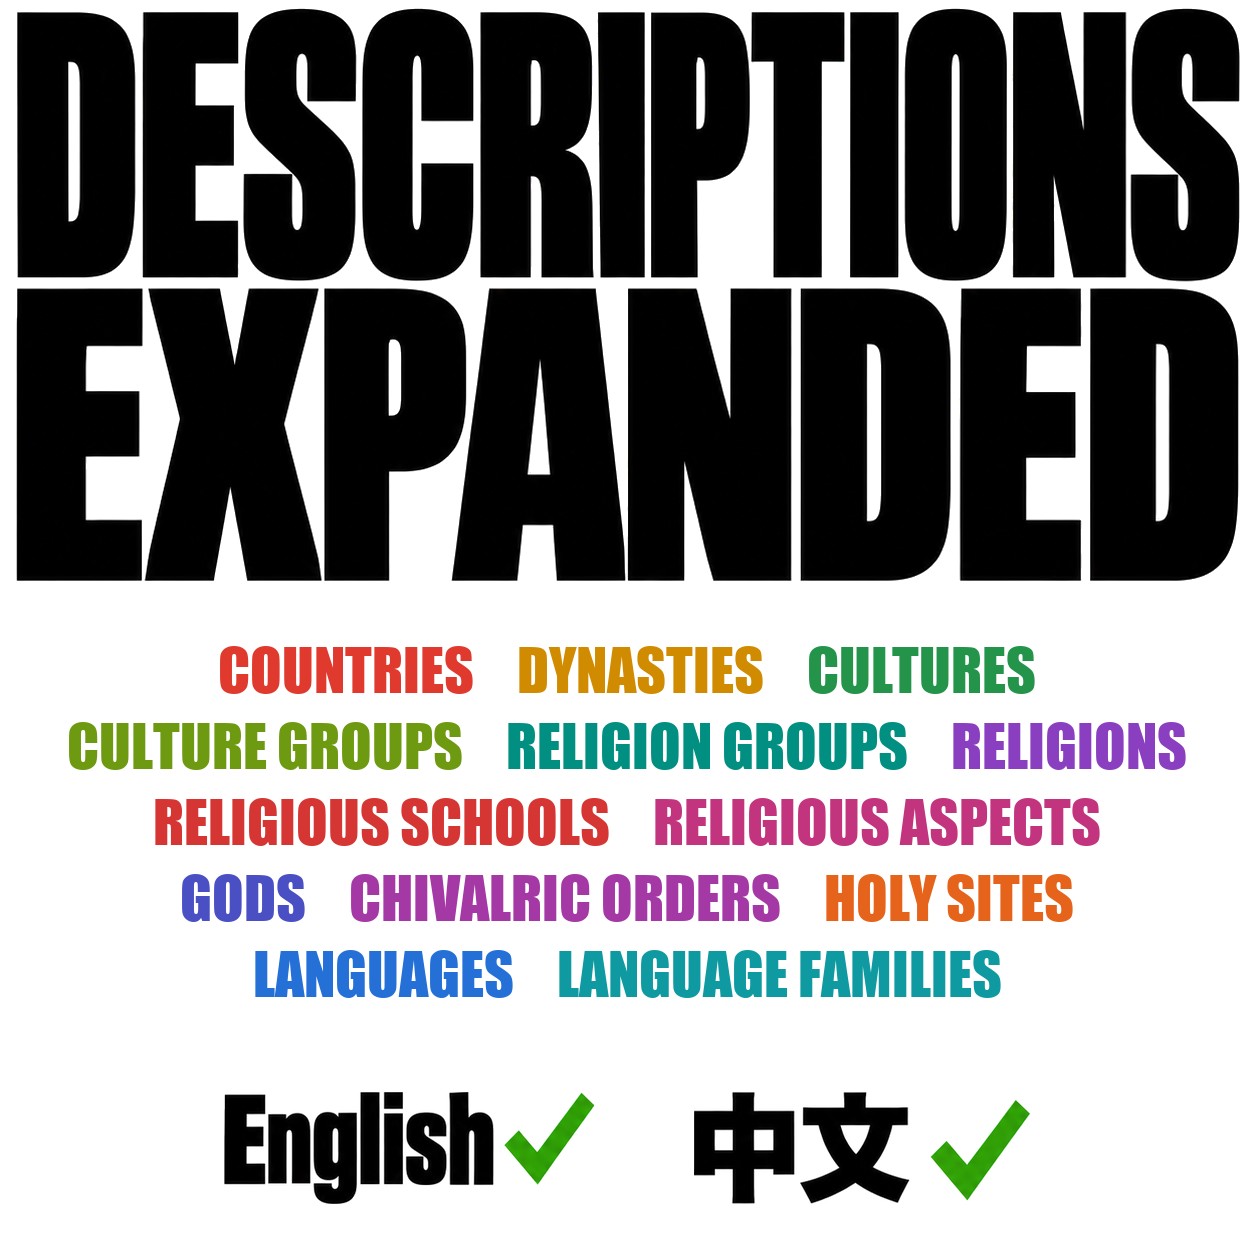 DESCRIPTIONS
EXPANDED
COUNTRIES DYNASTIES CULTURES
CULTURE GROUPS RELIGION GROUPS RELIGIONS
RELIGIOUS SCHOOLS RELIGIOUS ASPECTS
GODS CHIVALRIC ORDERS HOLY SITES
LANGUAGES LANGUAGE FAMILIES
English 中文